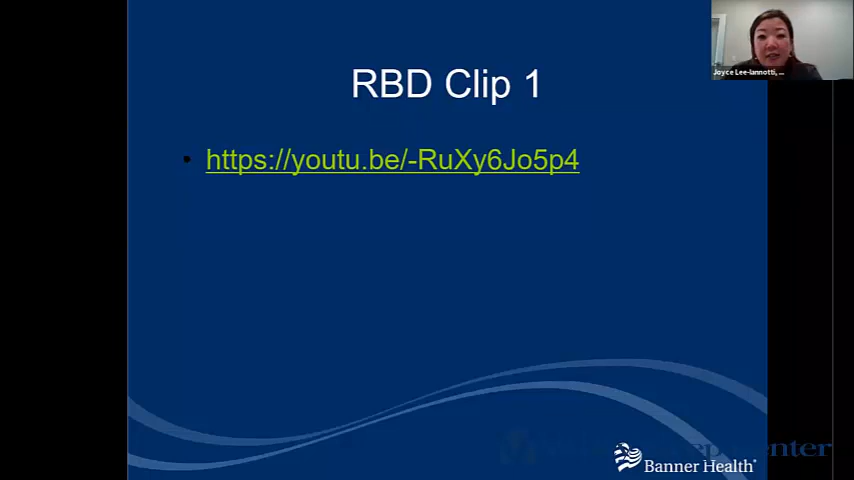 Joyce Lee-Iannotti, ...
RBD Clip 1
• https://youtu.be/-RuXy6Jo5p4
Banner Health®